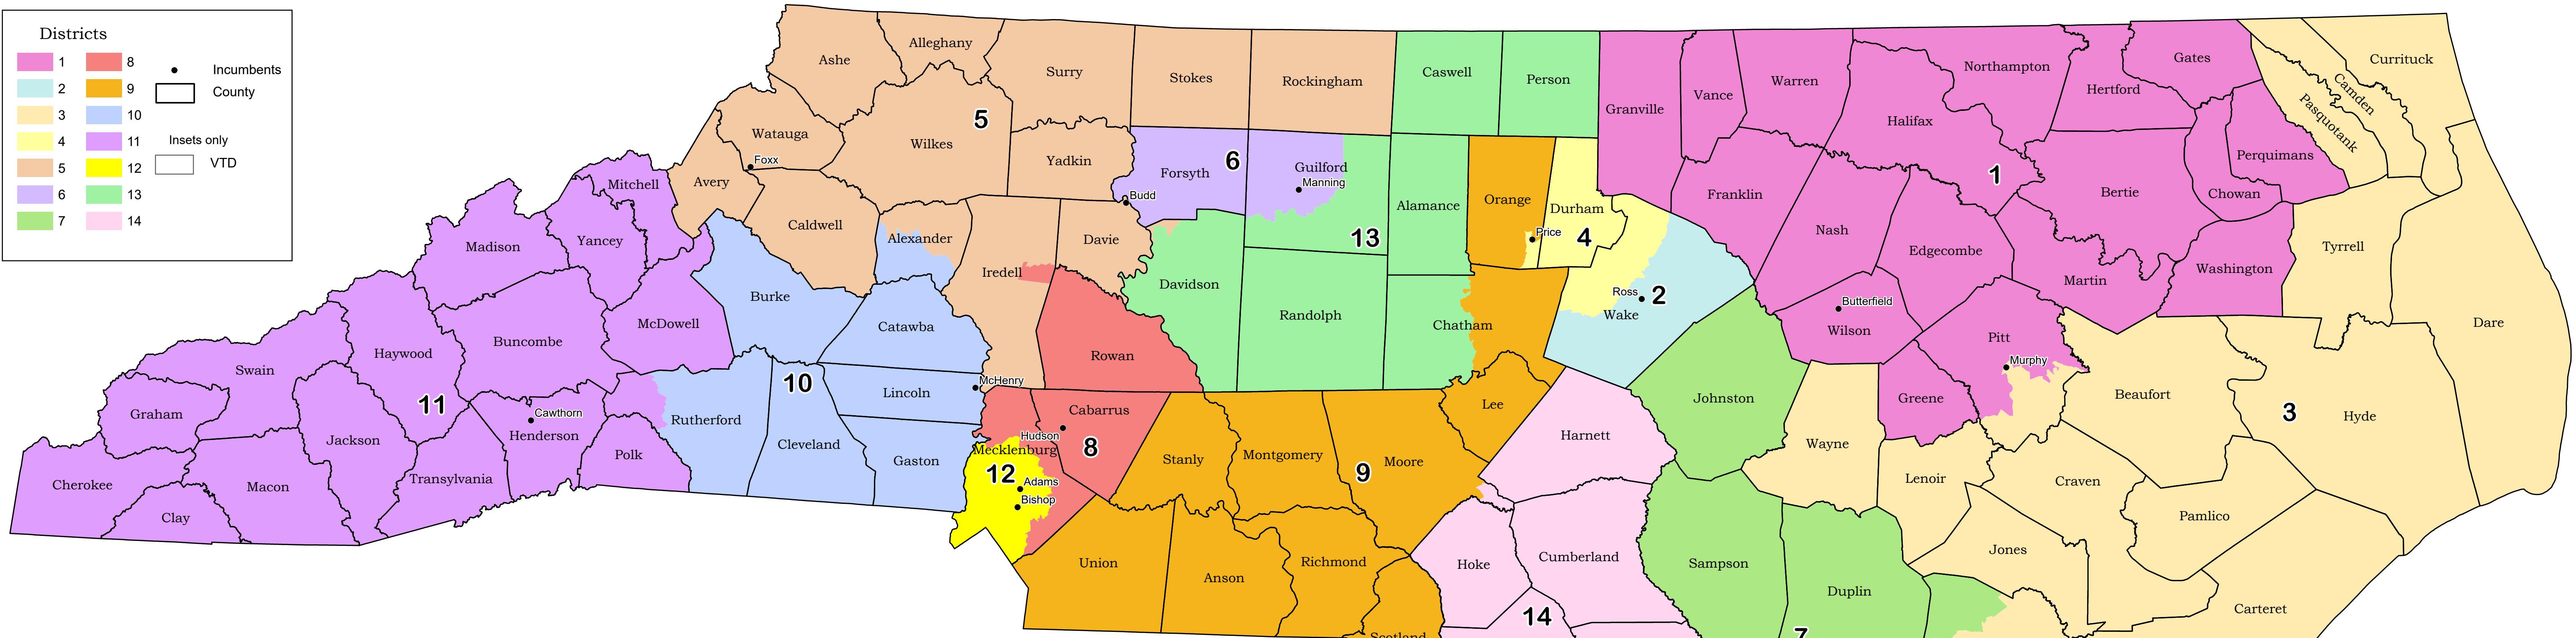 Districts
1
8
2
9
3
10
4
11
5
12
6
13
7
14
Incumbents
County
Insets only
VTD
Ashe
Alleghany
Surry
Stokes
Rockingham
Caswell
Person
Granville
Vance
Warren
Northampton
Hertford
Gates
Currituck
Camden
Pasquotank
Perquimans
Chowan
Watauga
Foxx
Wilkes
5
Yadkin
Forsyth
6
Guilford
Manning
Budd
Alamance
Orange
Durham
Price
4
Franklin
Halifax
1
Bertie
Mitchell
Avery
Caldwell
Alexander
Iredell
Davie
Davidson
13
Randolph
Chatham
Ross
2
Wake
Nash
Edgecombe
Martin
Washington
Tyrrell
Dare
Madison
Yancey
McDowell
Burke
Catawba
Rowan
Butterfield
Wilson
Pitt
Murphy
Greene
Beaufort
3
Hyde
Swain
Haywood
Buncombe
Graham
11
Cawthorn
Henderson
Rutherford
10
Lincoln
McHenry
Cleveland
Gaston
Polk
Jackson
Transylvania
Cherokee
Macon
Clay
Cabarrus
Hudson
8
Mecklenburg
12
Adams
Bishop
Stanly
Montgomery
9
Moore
Lee
Harnett
Johnston
Wayne
Lenoir
Craven
Pamlico
Jones
Carteret
Union
Anson
Richmond
Scotland
Hoke
Cumberland
14
Sampson
Duplin
7